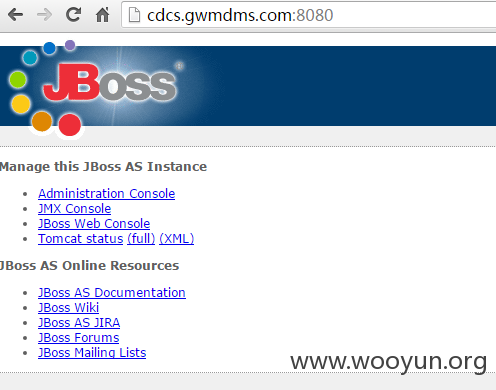 cdcs.gwmdms.com:8080
JBoss®
Manage this JBoss AS Instance
Administration Console
JMX Console
JBoss Web Console
Tomcat status (full) (XML)
JBoss AS Online Resources
JBoss AS Documentation
JBoss Wiki
JBoss AS JIRA
JBoss Forums
JBoss Mailing Lists
www.wooyun.org